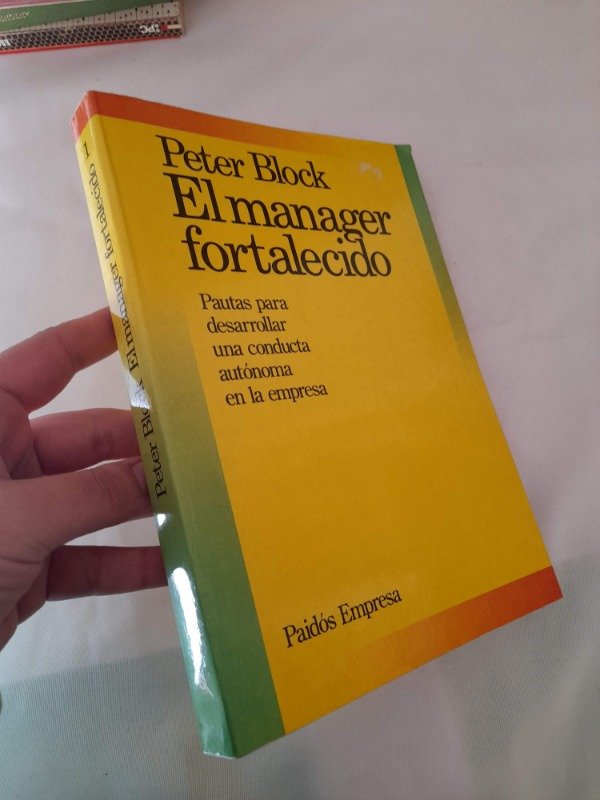 Peter Block
El manager
fortalecido
Pautas para
desarrollar
una conducta
autónoma
en la empresa
Paidós Empresa
Peter Block El manager fortalecido 1